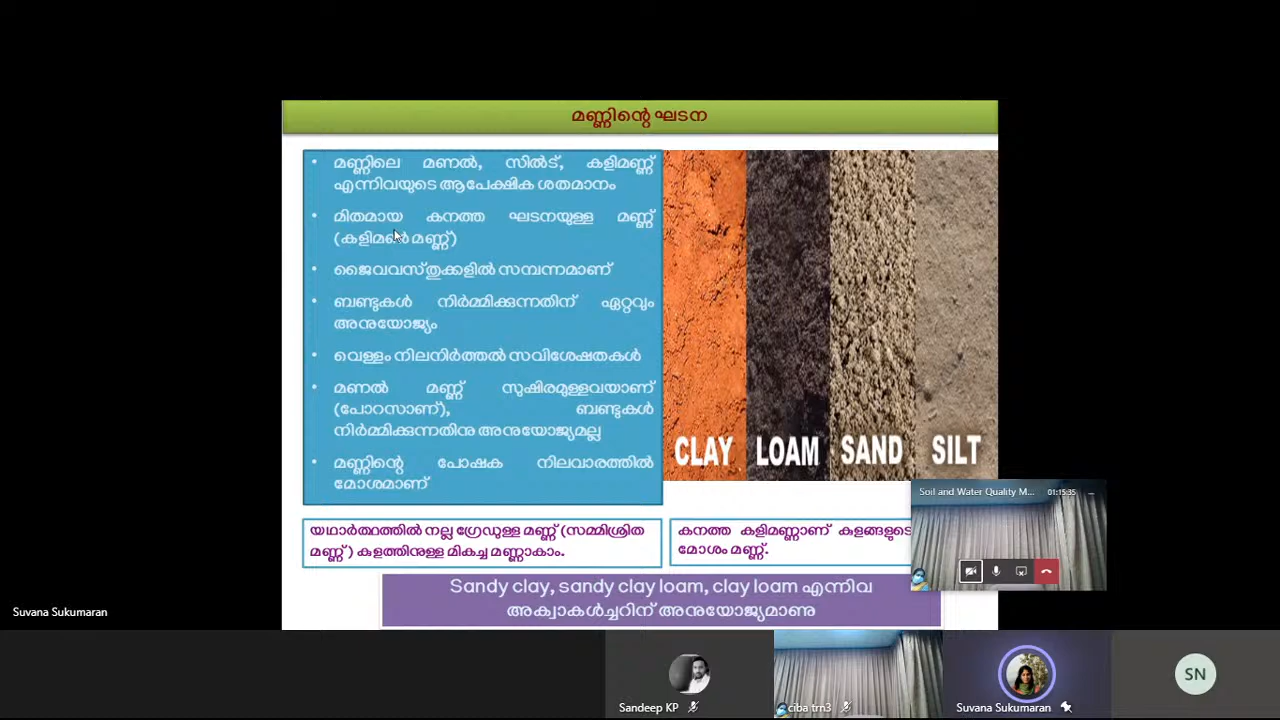 മണ്ണിന്റെ ഘടന
• മണ്ണിലെ മണൽ, സിൽട്, കളിമണ്ണ്
എന്നിവയുടെ ആപേക്ഷിക ശതമാനം
• മിതമായ കനത്ത ഘടനയുള്ള മണ്ണ്
(കളിമൺ മണ്ണ്)
• ജൈവവസ്തുക്കളിൽ സമ്പന്നമാണ്
• ബണ്ടുകൾ നിർമ്മിക്കുന്നതിന് ഏറ്റവും
അനുയോജ്യം
• വെള്ളം നിലനിർത്തൽ സവിശേഷതകൾ
• മണൽ മണ്ണ് സുഷിരമുള്ളവയാണ്
(പോറസാണ്), ബണ്ടുകൾ
നിർമ്മിക്കുന്നതിനു അനുയോജ്യമല്ല
• മണ്ണിന്റെ പോഷക നിലവാരത്തിൽ
മോശമാണ്
CLAY LOAM SAND SILT
Soil and Water Quality M... 01:15:35
യഥാർത്ഥത്തിൽ നല്ല ഗ്രേഡുള്ള മണ്ണ് (സമ്മിശ്രിത
മണ്ണ് ) കുളത്തിനുള്ള മികച്ച മണ്ണാകാം.
കനത്ത കളിമണ്ണാണ് കുളങ്ങളുടെ
മോശം മണ്ണ്.
Sandy clay, sandy clay loam, clay loam എന്നിവ
അക്വാകൾച്ചറിന് അനുയോജ്യമാണു
Suvana Sukumaran
SN
Sandeep KP
ciba trn3
Suvana Sukumaran